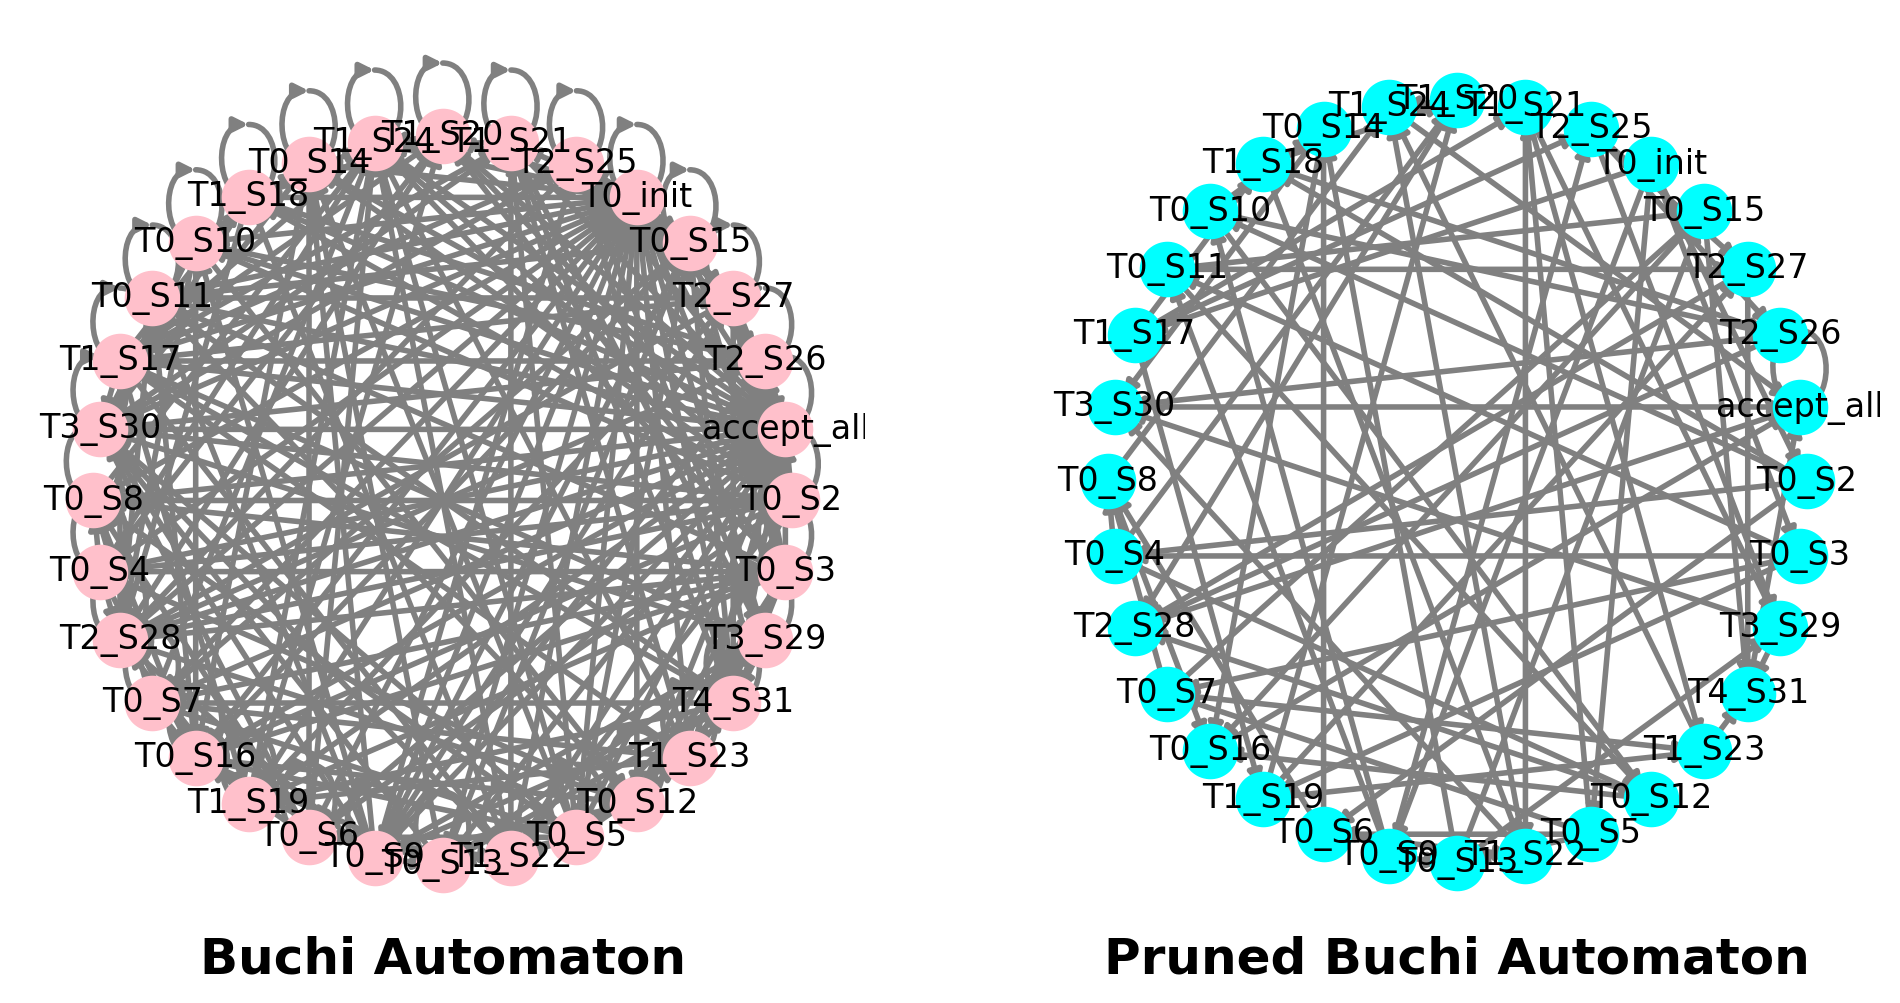 T1_S24 T1_S20 T1_S21
T0_S14 T2_S25
T1_S18 T0_init
T0_S10 T0_S15
T0_S11 T2_S27
T1_S17 T2_S26
T3_S30 accept_all
T0_S8 T0_S2
T0_S4 T0_S3
T2_S28 T3_S29
T0_S7 T4_S31
T0_S16 T1_S23
T1_S19 T0_S12
T0_S6 T0_S5
T0_S9 T0_S13 T1_S22
Buchi Automaton
T1_S24 T1_S20 T1_S21
T0_S14 T2_S25
T1_S18 T0_init
T0_S10 T0_S15
T0_S11 T2_S27
T1_S17 T2_S26
T3_S30 accept_all
T0_S8 T0_S2
T0_S4 T0_S3
T2_S28 T3_S29
T0_S7 T4_S31
T0_S16 T1_S23
T1_S19 T0_S12
T0_S6 T0_S5
T0_S9 T0_S13 T1_S22
Pruned Buchi Automaton